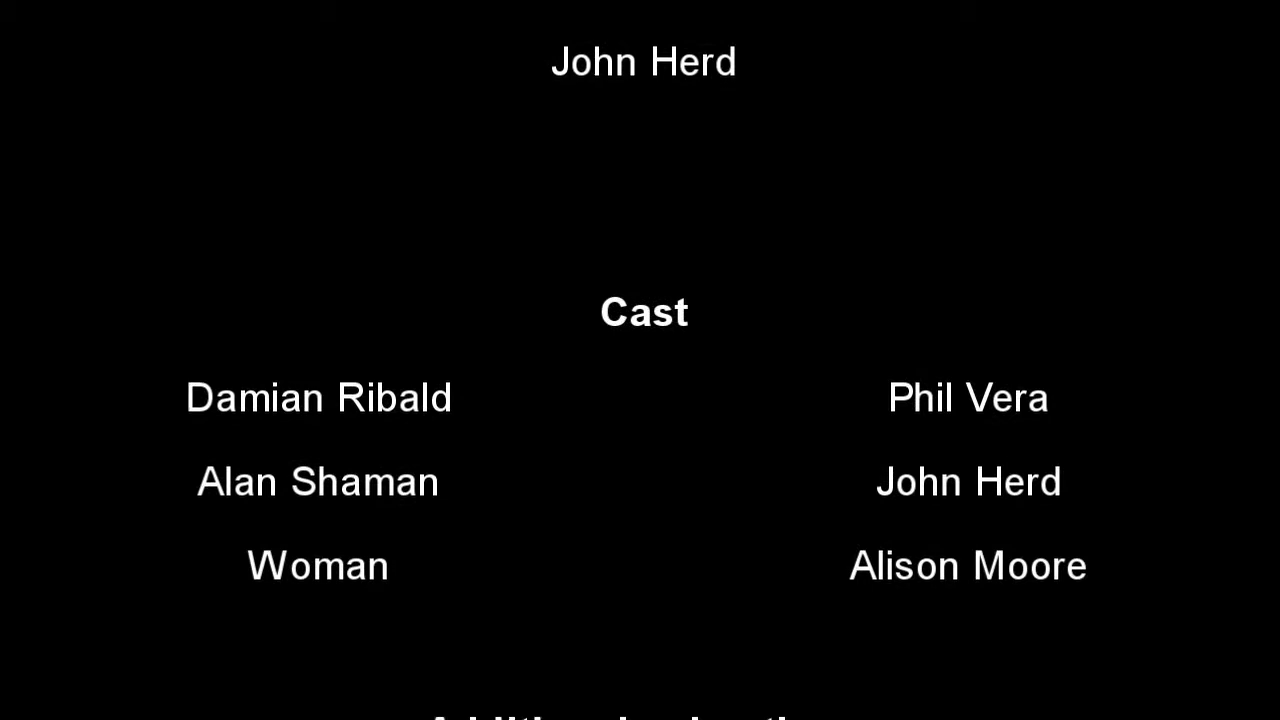 John Herd
Cast
Damian Ribald Phil Vera
Alan Shaman John Herd
Woman Alison Moore